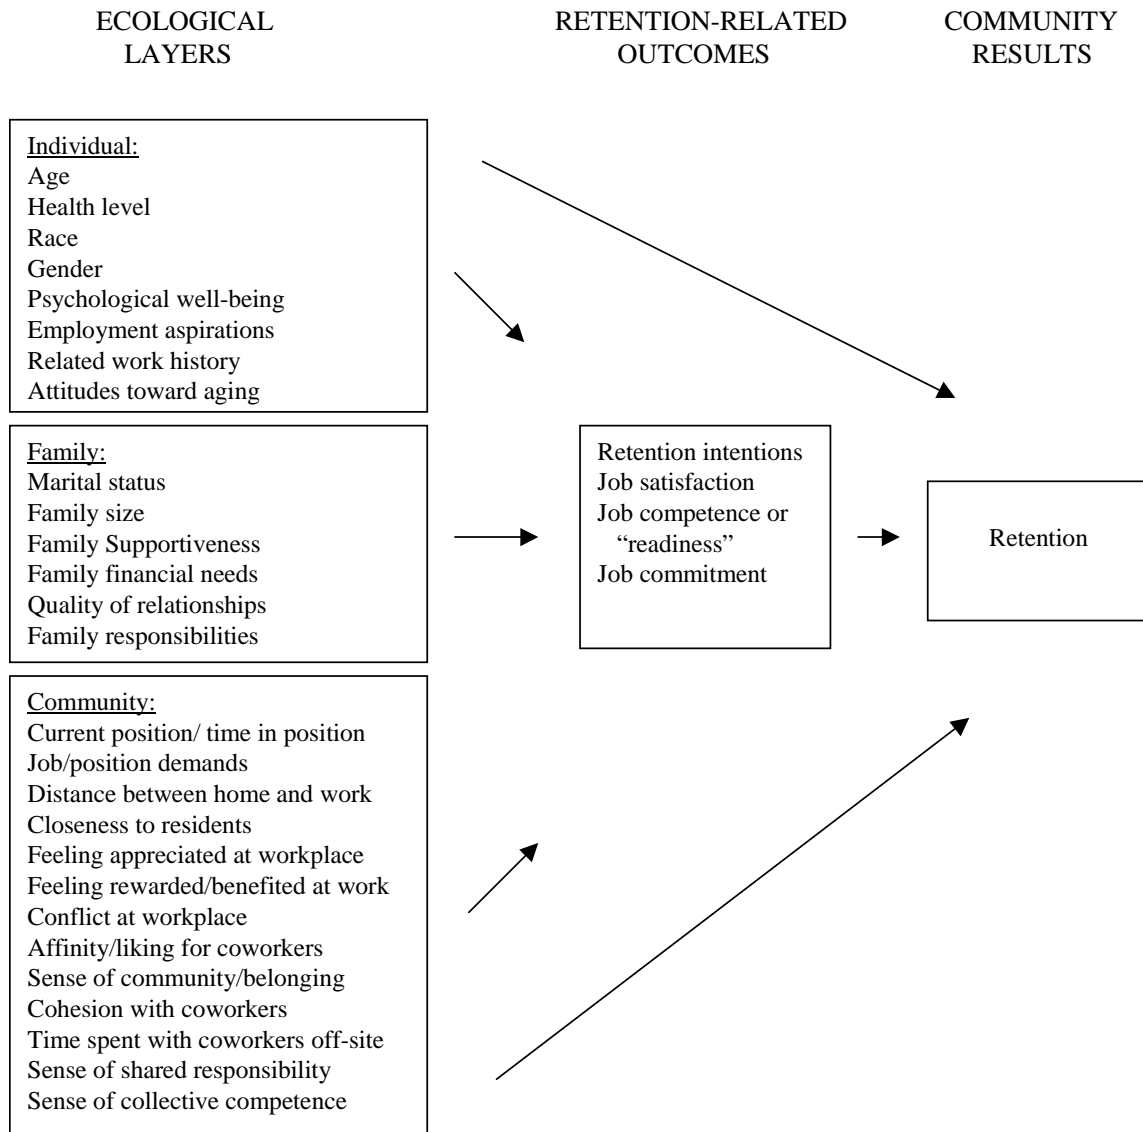 ECOLOGICAL
LAYERS
RETENTION-RELATED
OUTCOMES
COMMUNITY
RESULTS
Individual:
Age
Health level
Race
Gender
Psychological well-being
Employment aspirations
Related work history
Attitudes toward aging
Family:
Marital status
Family size
Family Supportiveness
Family financial needs
Quality of relationships
Family responsibilities
Community:
Current position/ time in position
Job/position demands
Distance between home and work
Closeness to residents
Feeling appreciated at workplace
Feeling rewarded/benefited at work
Conflict at workplace
Affinity/liking for coworkers
Sense of community/belonging
Cohesion with coworkers
Time spent with coworkers off-site
Sense of shared responsibility
Sense of collective competence
Retention intentions
Job satisfaction
Job competence or
“readiness”
Job commitment
Retention